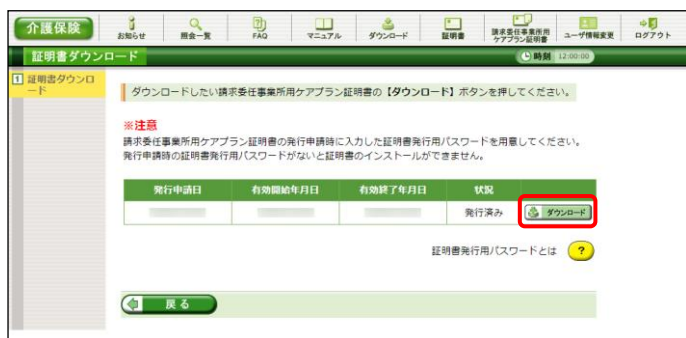 介護保険
お知らせ
照会一覧
FAQ
マニュアル
ダウンロード
証明書
請求委任事業所用
ケアプラン証明書
ユーザ情報変更
ログアウト
証明書ダウンロード
時刻 12:00:00
1 証明書ダウンロ
ード
ダウンロードしたい請求委任事業所用ケアプラン証明書の【ダウンロード】ボタンを押してください。
※注意
請求委任事業所用ケアプラン証明書の発行申請時に入力した証明書発行用パスワードを用意してください。
発行申請時の証明書発行用パスワードがないと証明書のインストールができません。
発行申請日 有効開始年月日 有効終了年月日 状況
発行済み ダウンロード
証明書発行用パスワードとは ?
戻る